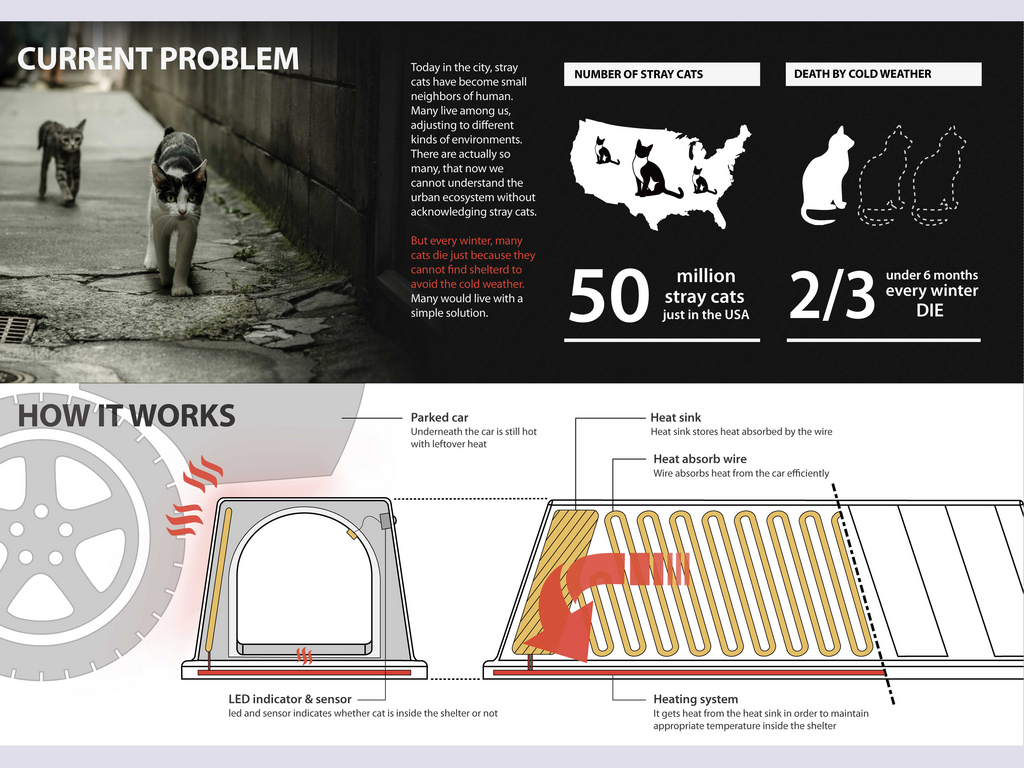 CURRENT PROBLEM
Today in the city, stray
cats have become small
neighbors of human.
Many live among us,
adjusting to different
kinds of environments.
There are actually so
many, that now we
cannot understand the
urban ecosystem without
acknowledging stray cats.
But every winter, many
cats die just because they
cannot find shelterd to
avoid the cold weather.
Many would live with a
simple solution.
NUMBER OF STRAY CATS
50
million
stray cats
just in the USA
DEATH BY COLD WEATHER
2/3
under 6 months
every winter
DIE
HOW IT WORKS
Parked car
Underneath the car is still hot
with leftover heat
Heat sink
Heat sink stores heat absorbed by the wire
Heat absorb wire
Wire absorbs heat from the car efficiently
LED indicator & sensor
led and sensor indicates whether cat is inside the shelter or not
Heating system
It gets heat from the heat sink in order to maintain
appropriate temperature inside the shelter